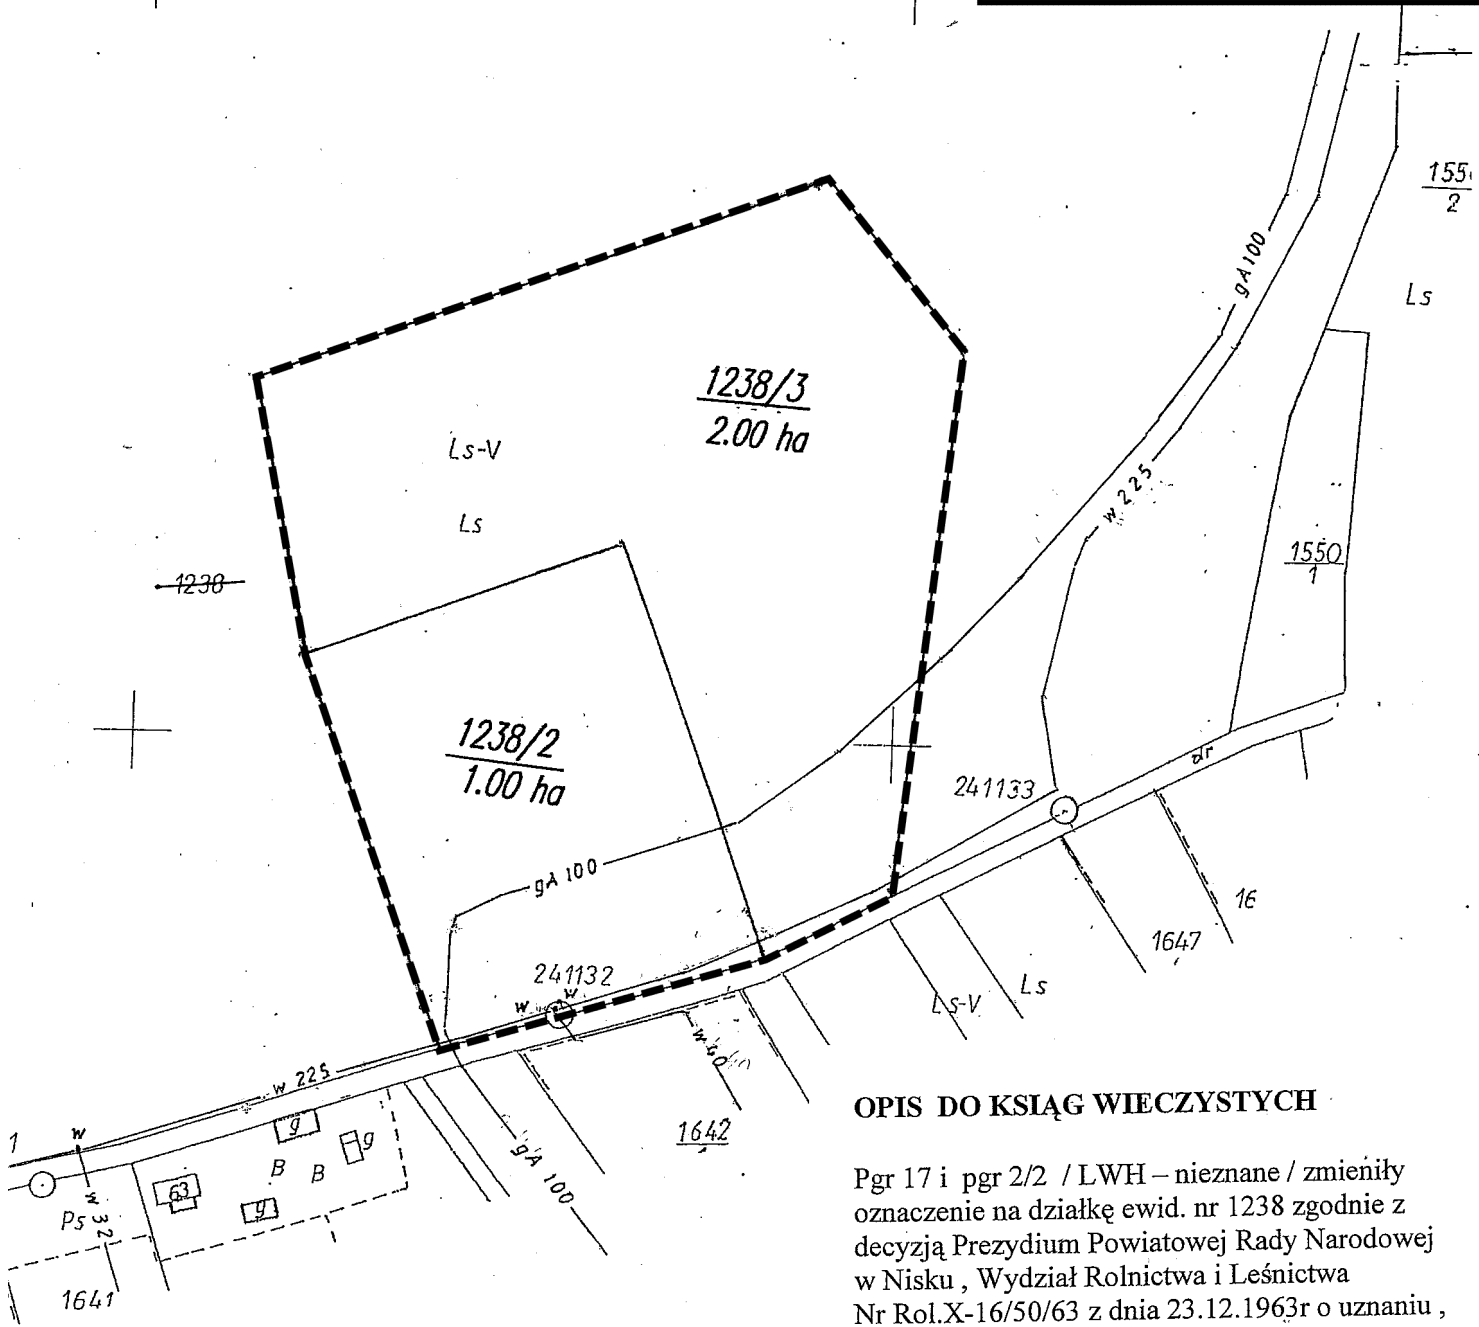 155
2
gA 100
Ls
1238/3
2.00 ha
Ls-V
Ls
w 225
1550
1
1238
1238/2
1.00 ha
dr
241133
gA 100
16
1647
241132
w w
Ls-V
Ls
w 40
w 225
1642
1
w
g
g
B
B
63
g
gA 100
Ps
w 32
1641
OPIS DO KSIĄG WIECZYSTYCH
Pgr 17 i pgr 2/2 / LWH – nieznane / zmieniły
oznaczenie na działkę ewid. nr 1238 zgodnie z
decyzją Prezydium Powiatowej Rady Narodowej
w Nisku , Wydział Rolnictwa i Leśnictwa
Nr Rol.X-16/50/63 z dnia 23.12.1963r o uznaniu ,